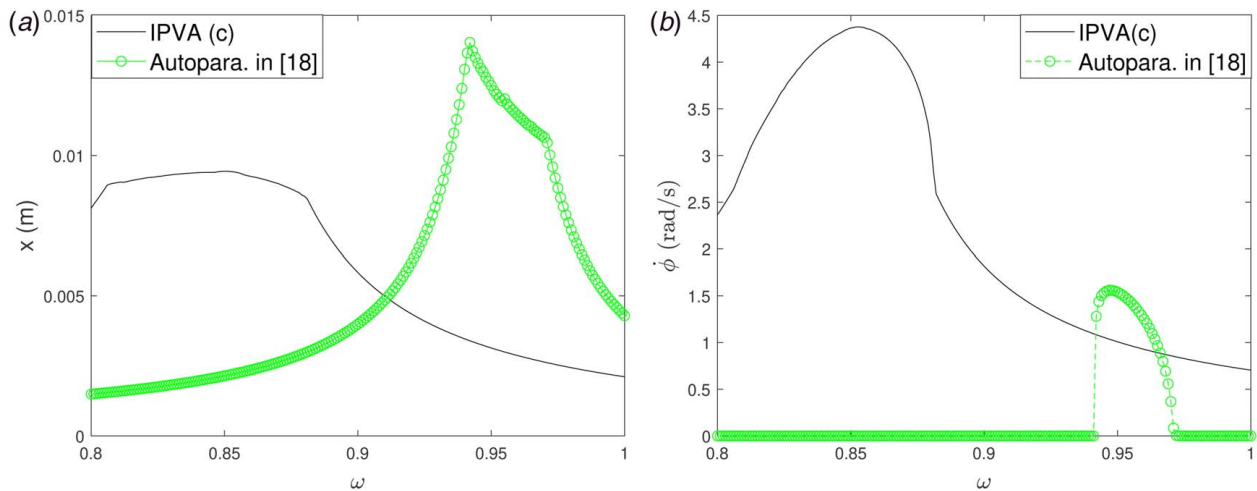 (a)
IPVA (c)
Autopara. in [18]
0.015
0.01
0.005
0
x (m)
0.8
0.85
0.9
0.95
1
ω
(b)
IPVA(c)
Autopara. in [18]
4.5
4
3.5
3
2.5
2
1.5
1
0.5
0
ϕ̇ (rad/s)
0.8
0.85
0.9
0.95
1
ω